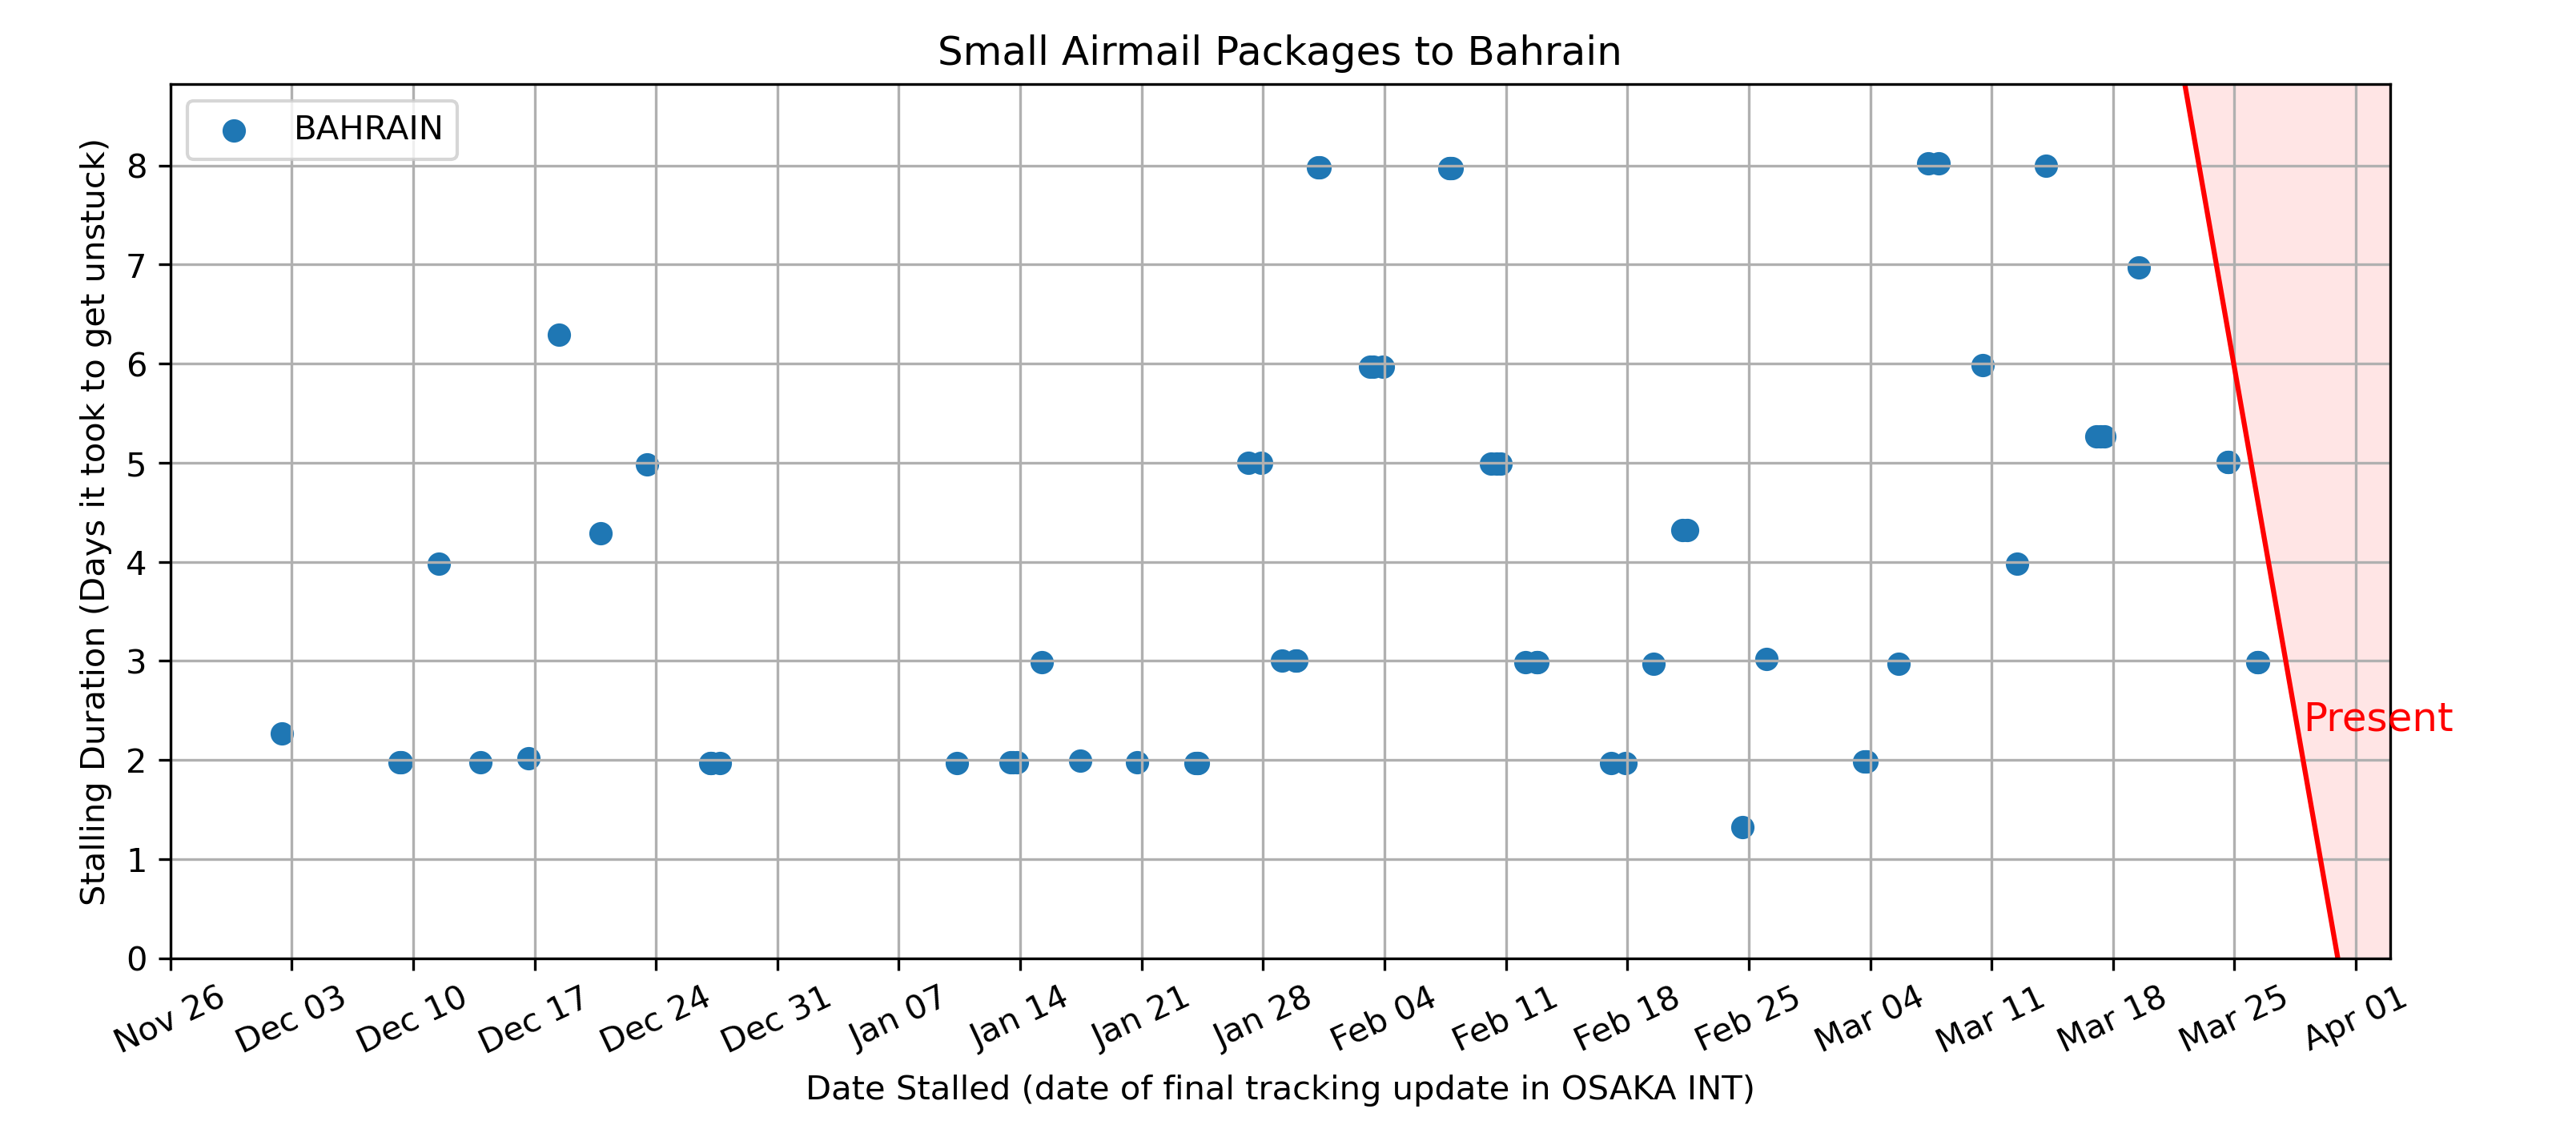 Small Airmail Packages to Bahrain
BAHRAIN
Stalling Duration (Days it took to get unstuck)
8
7
6
5
4
3
2
1
0
Present
Nov 26 Dec 03 Dec 10 Dec 17 Dec 24 Dec 31 Jan 07 Jan 14 Jan 21 Jan 28 Feb 04 Feb 11 Feb 18 Feb 25 Mar 04 Mar 11 Mar 18 Mar 25 Apr 01
Date Stalled (date of final tracking update in OSAKA INT)